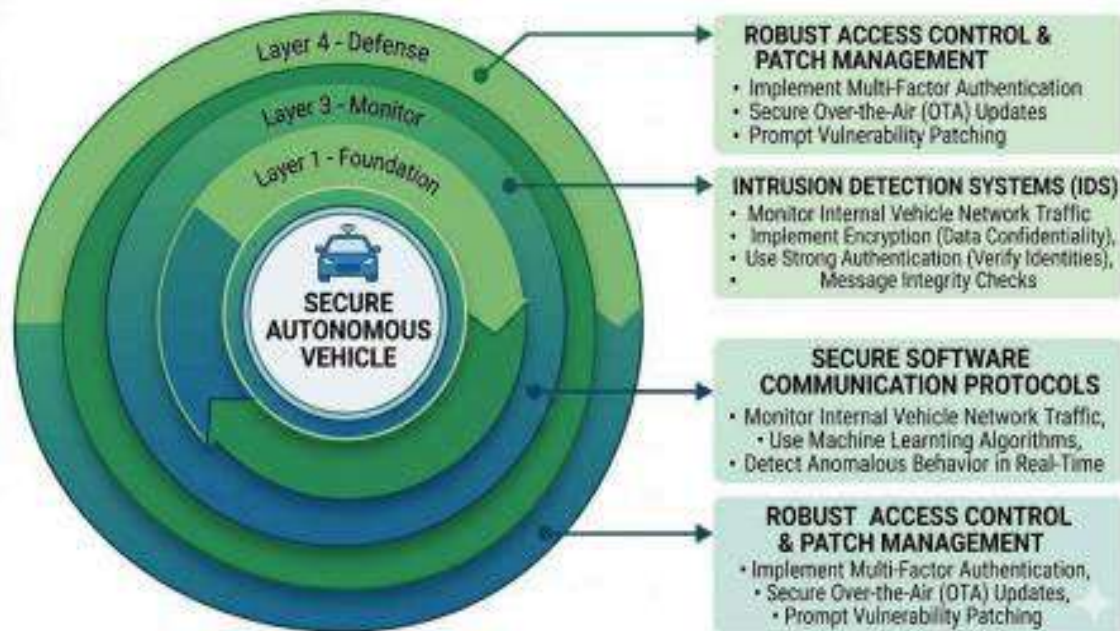 Layer 4 - Defense
Layer 3 - Monitor
Layer 1 - Foundation
SECURE
AUTONOMOUS
VEHICLE
ROBUST ACCESS CONTROL &
PATCH MANAGEMENT
• Implement Multi-Factor Authentication
• Secure Over-the-Air (OTA) Updates
• Prompt Vulnerability Patching
INTRUSION DETECTION SYSTEMS (IDS)
• Monitor Internal Vehicle Network Traffic
• Implement Encryption (Data Confidentiality),
• Use Strong Authentication (Verify Identities),
• Message Integrity Checks
SECURE SOFTWARE
COMMUNICATION PROTOCOLS
• Monitor Internal Vehicle Network Traffic,
• Use Machine Learnting Algorithms,
• Detect Anomalous Behavior in Real-Time
ROBUST ACCESS CONTROL
& PATCH MANAGEMENT
• Implement Multi-Factor Authentication,
• Secure Over-the-Air (OTA) Updates,
• Prompt Vulnerability Patching